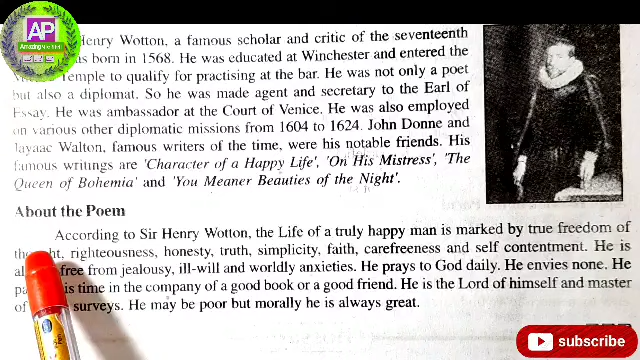 AP
Amazing
Henry Wotton, a famous scholar and critic of the seventeenth
as born in 1568. He was educated at Winchester and entered the
Temple to qualify for practising at the bar. He was not only a poet
but also a diplomat. So he was made agent and secretary to the Earl of
Essay. He was ambassador at the Court of Venice. He was also employed
on various other diplomatic missions from 1604 to 1624. John Donne and
Jayaac Walton, famous writers of the time, were his notable friends. His
famous writings are 'Character of a Happy Life', 'On His Mistress', 'The
Queen of Bohemia' and 'You Meaner Beauties of the Night'.
About the Poem
According to Sir Henry Wotton, the Life of a truly happy man is marked by true freedom of
righteousness, honesty, truth, simplicity, faith, carefreeness and self contentment. He is
free from jealousy, ill-will and worldly anxieties. He prays to God daily. He envies none. He
is time in the company of a good book or a good friend. He is the Lord of himself and master
of surveys. He may be poor but morally he is always great.
subscribe